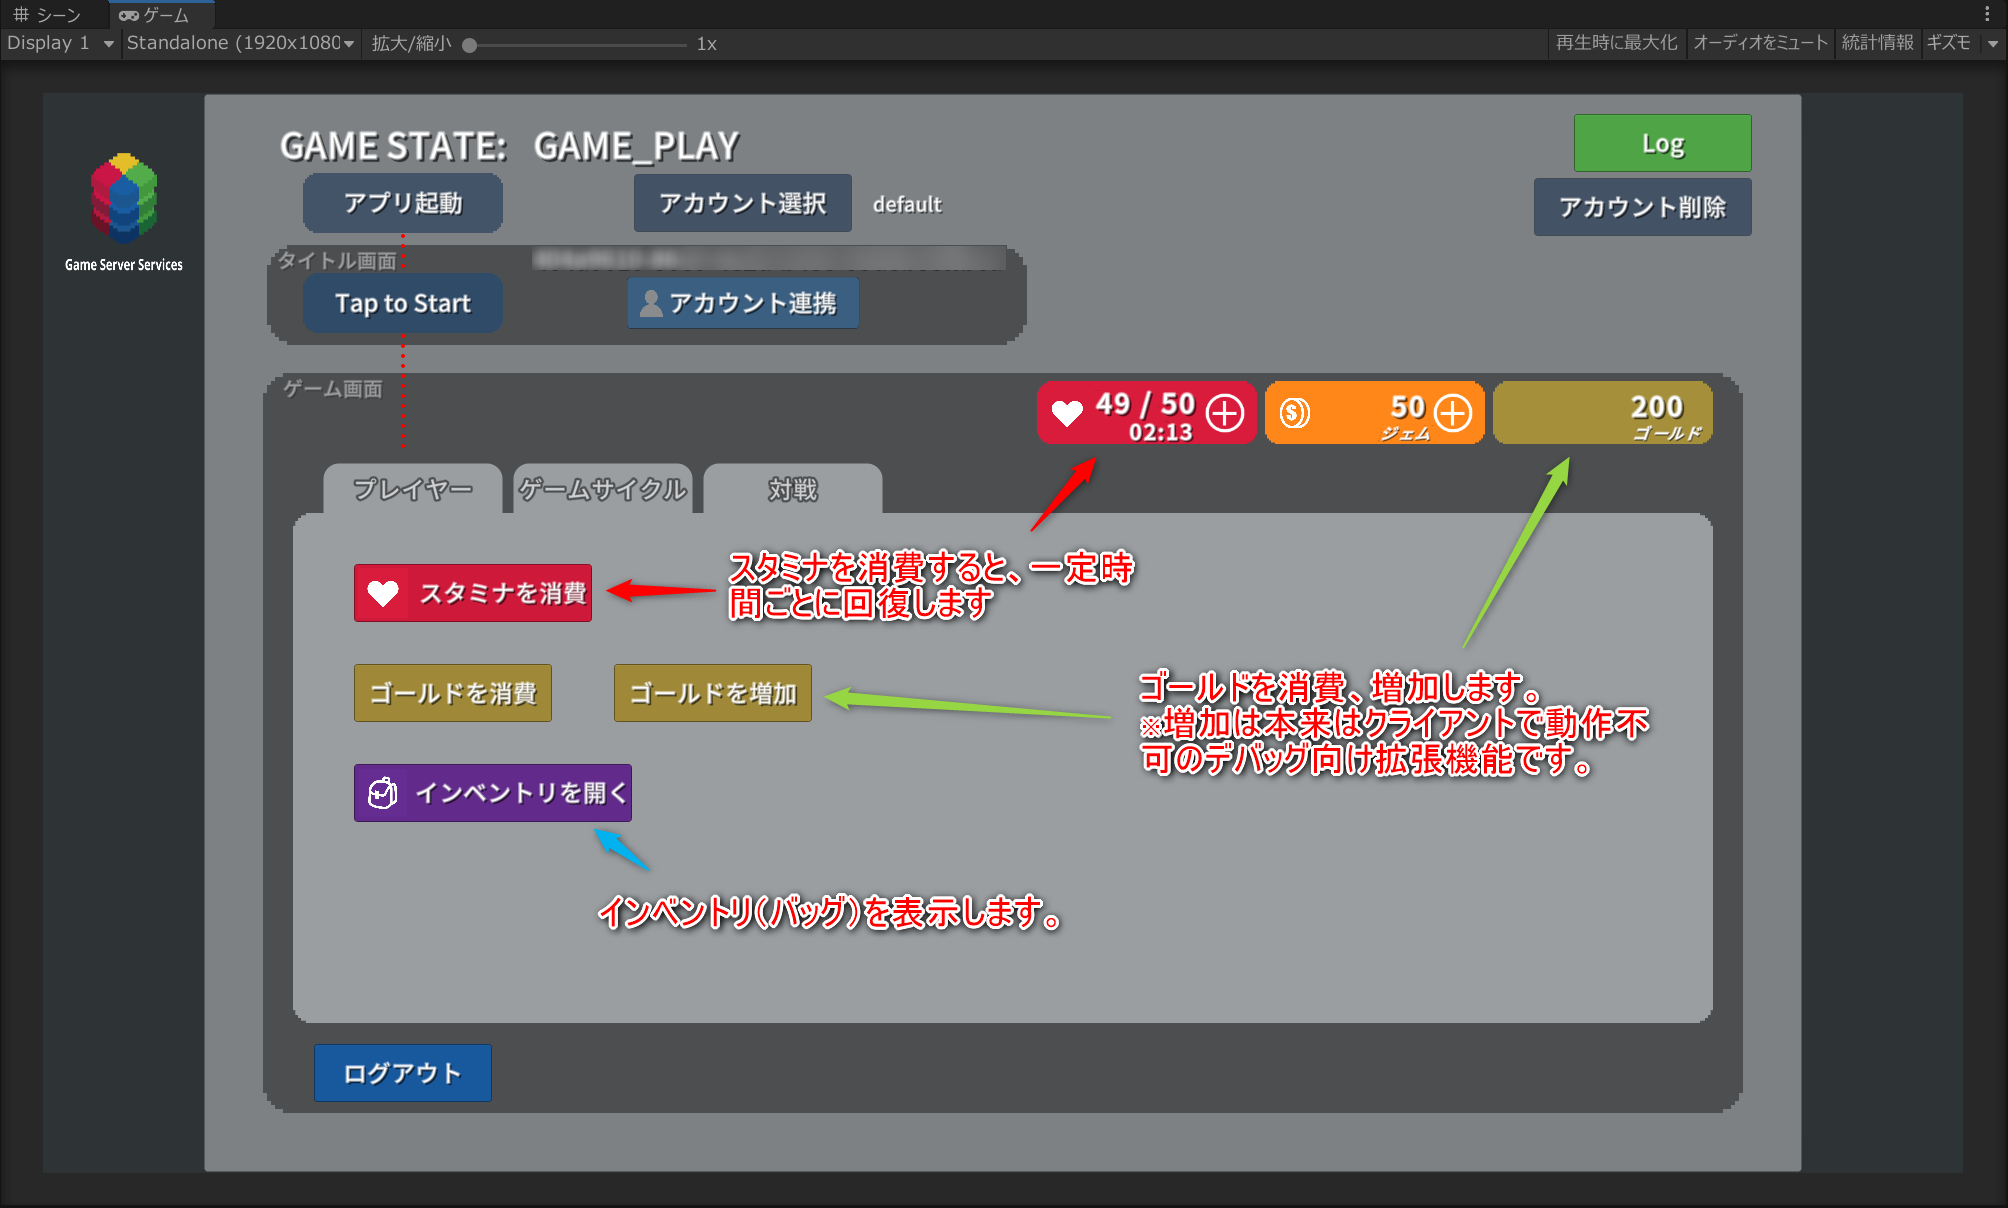 シーン
ゲーム
Display 1
Standalone (1920x1080
拡大/縮小
1x
再生時に最大化
オーディオをミュート
統計情報
ギズモ
Game Server Services
GAME STATE: GAME_PLAY
Log
アプリ起動
アカウント選択
default
アカウント削除
タイトル画面
Tap to Start
アカウント連携
ゲーム画面
49 / 50
02:13
50
ジェム
200
ゴールド
プレイヤー
ゲームサイクル
対戦
スタミナを消費
スタミナを消費すると、一定時
間ごとに回復します
ゴールドを消費
ゴールドを増加
ゴールドを消費、増加します。
※増加は本来はクライアントで動作不
可のデバッグ向け拡張機能です。
インベントリを開く
インベントリ(バッグ)を表示します。
ログアウト